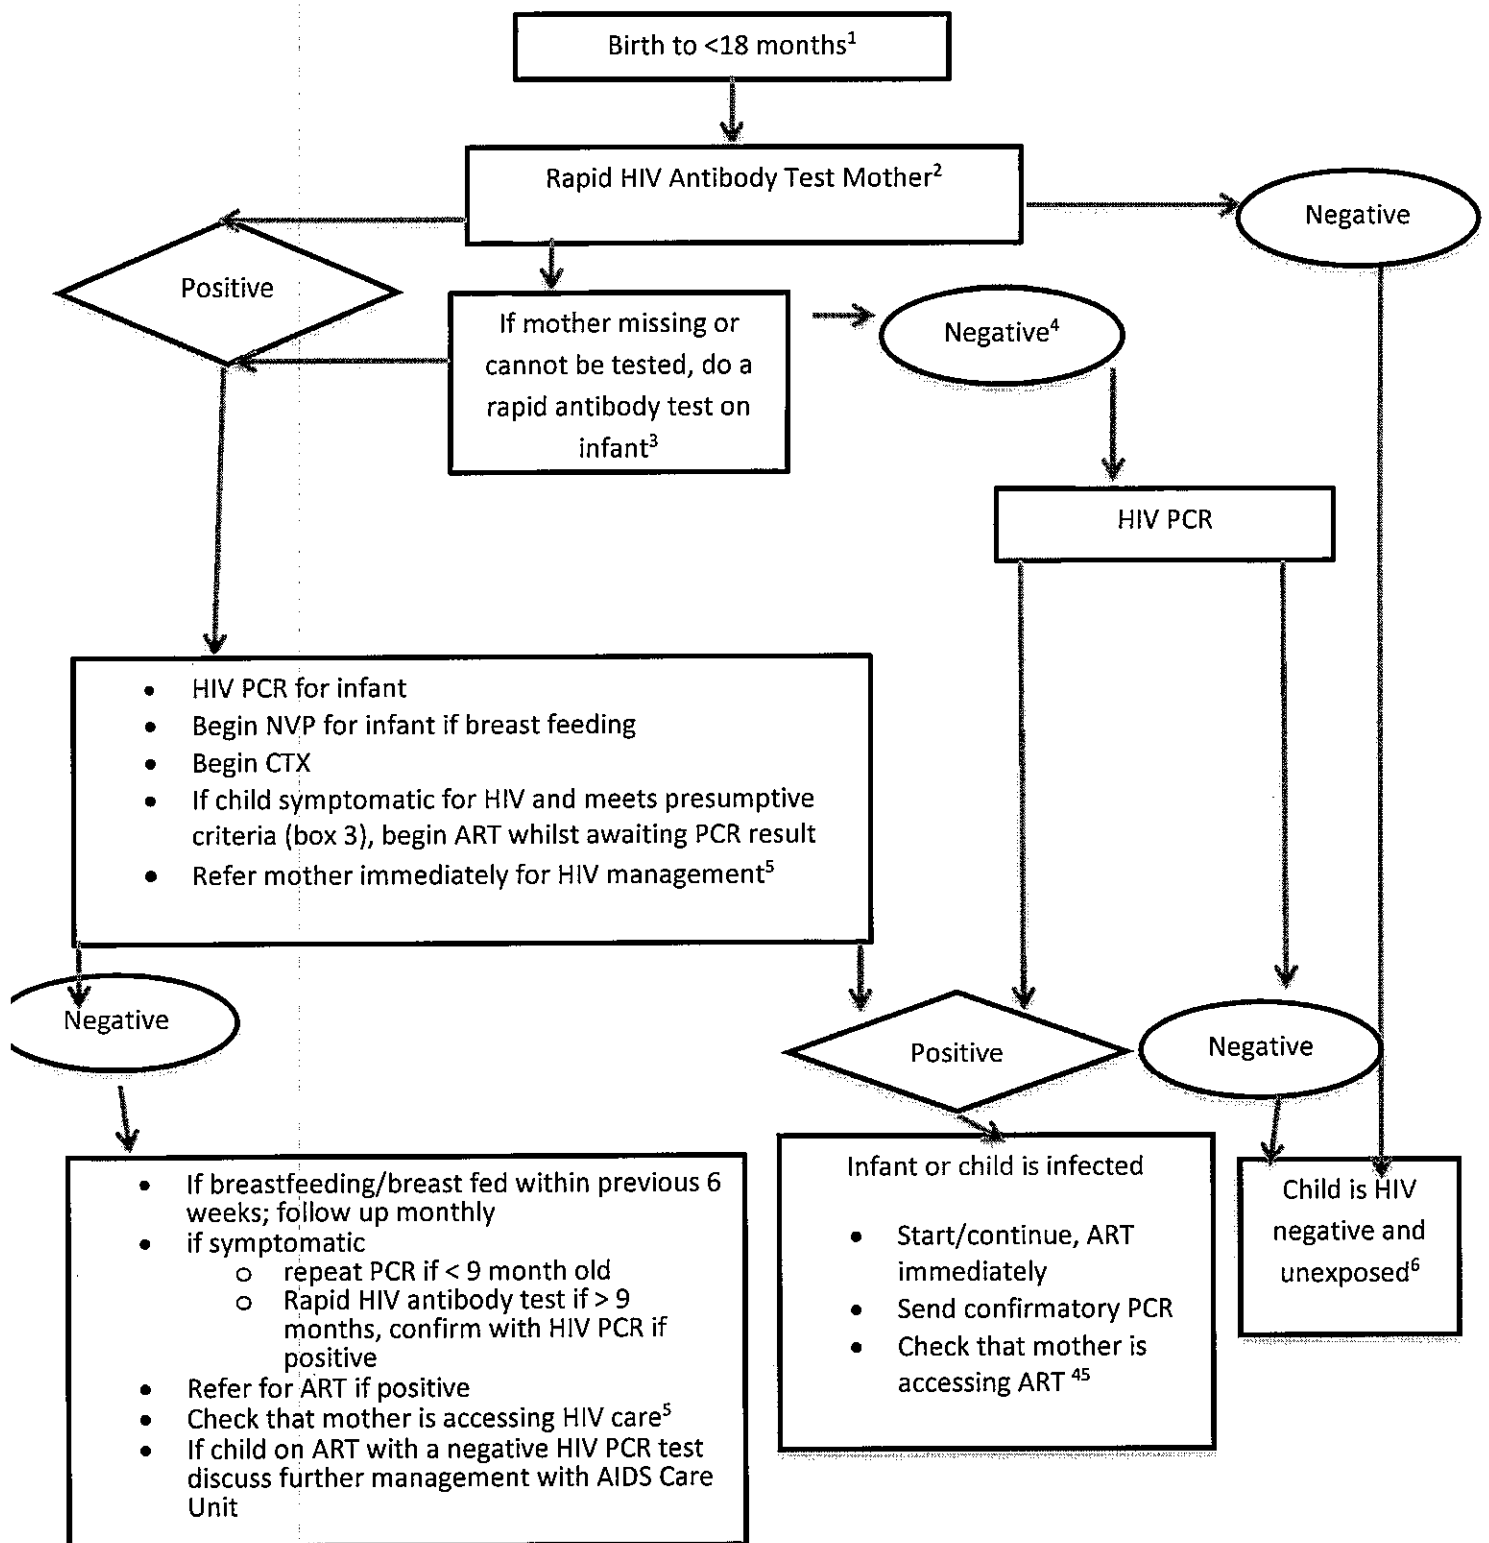 Birth to <18 months¹
Rapid HIV Antibody Test Mother²
Negative
Positive
If mother missing or
cannot be tested, do a
rapid antibody test on
infant³
Negative⁴
HIV PCR
• HIV PCR for infant
• Begin NVP for infant if breast feeding
• Begin CTX
• If child symptomatic for HIV and meets presumptive
criteria (box 3), begin ART whilst awaiting PCR result
• Refer mother immediately for HIV management⁵
Negative
Positive
Negative
• If breastfeeding/breast fed within previous 6
weeks; follow up monthly
• if symptomatic
o repeat PCR if < 9 month old
o Rapid HIV antibody test if > 9
months, confirm with HIV PCR if
positive
• Refer for ART if positive
• Check that mother is accessing HIV care⁵
• If child on ART with a negative HIV PCR test
discuss further management with AIDS Care
Unit
Infant or child is infected
• Start/continue, ART
immediately
• Send confirmatory PCR
• Check that mother is
accessing ART ⁴⁵
Child is HIV
negative and
unexposed⁶